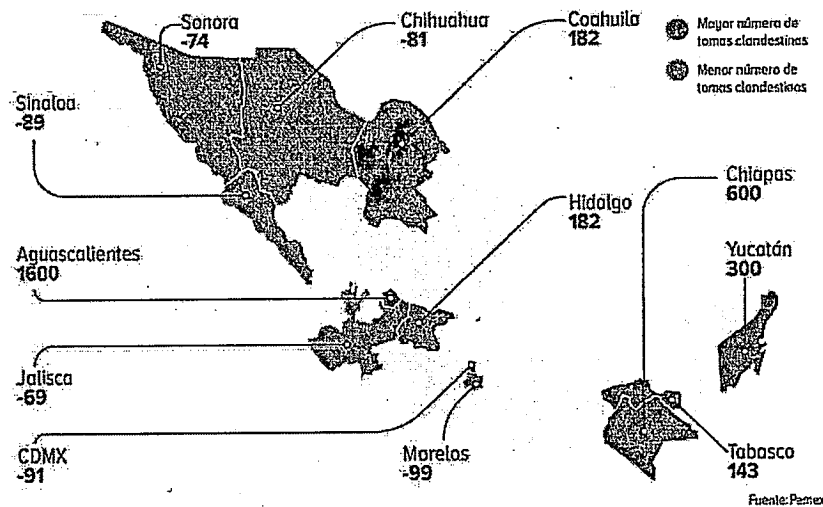 Sonora
-74
Chihuahua
-81
Coahuila
182
Mayor número de
tomas clandestinas
Menor número de
tomas clandestinas
Sinaloa
-89
Hidalgo
182
Chiapas
600
Yucatán
300
Aguascalientes
1600
Jalisca
-69
CDMX
-91
Morelos
-99
Tabasco
143
Fuente: Pemex